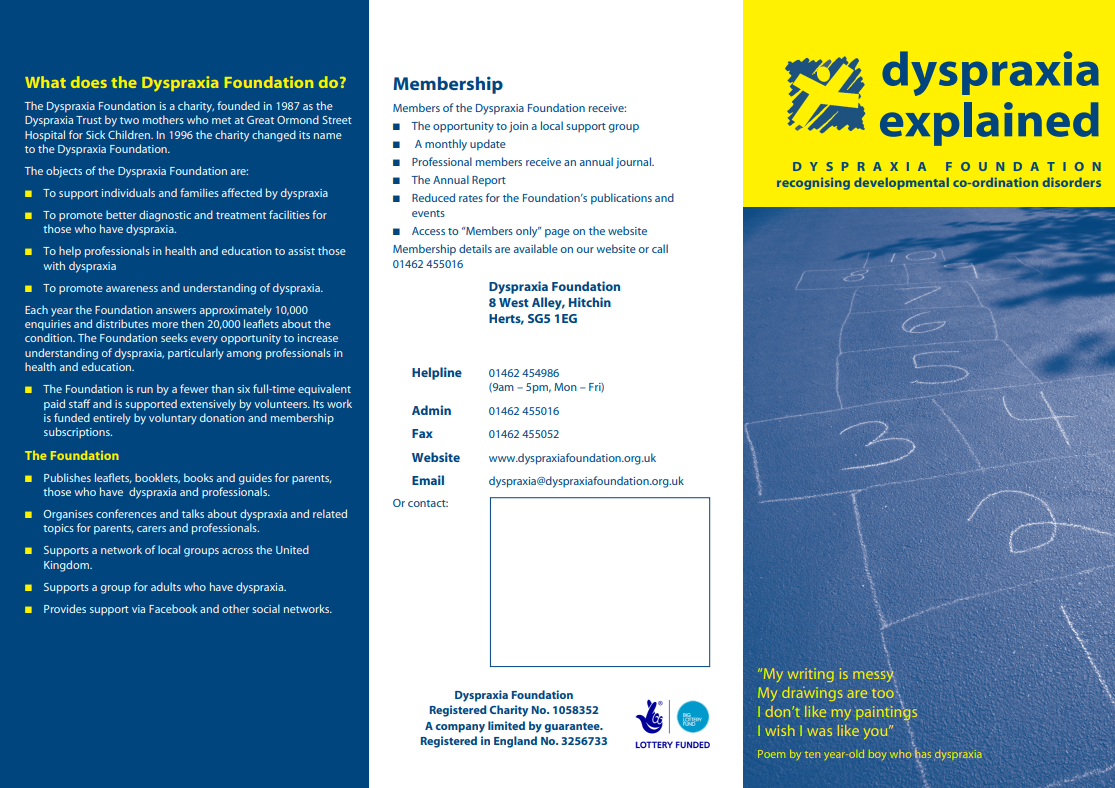 What does the Dyspraxia Foundation do?
The Dyspraxia Foundation is a charity, founded in 1987 as the
Dyspraxia Trust by two mothers who met at Great Ormond Street
Hospital for Sick Children. In 1996 the charity changed its name
to the Dyspraxia Foundation.
The objects of the Dyspraxia Foundation are:
■ To support individuals and families affected by dyspraxia
■ To promote better diagnostic and treatment facilities for
those who have dyspraxia.
■ To help professionals in health and education to assist those
with dyspraxia
■ To promote awareness and understanding of dyspraxia.
Each year the Foundation answers approximately 10,000
enquiries and distributes more then 20,000 leaflets about the
condition. The Foundation seeks every opportunity to increase
understanding of dyspraxia, particularly among professionals in
health and education.
■ The Foundation is run by a fewer than six full-time equivalent
paid staff and is supported extensively by volunteers. Its work
is funded entirely by voluntary donation and membership
subscriptions.
The Foundation
■ Publishes leaflets, booklets, books and guides for parents,
those who have dyspraxia and professionals.
■ Organises conferences and talks about dyspraxia and related
topics for parents, carers and professionals.
■ Supports a network of local groups across the United
Kingdom.
■ Supports a group for adults who have dyspraxia.
■ Provides support via Facebook and other social networks.
Membership
Members of the Dyspraxia Foundation receive:
■ The opportunity to join a local support group
■ A monthly update
■ Professional members receive an annual journal.
■ The Annual Report
■ Reduced rates for the Foundation's publications and
events
■ Access to "Members only" page on the website
Membership details are available on our website or call
01462 455016
Dyspraxia Foundation
8 West Alley, Hitchin
Herts, SG5 1EG
Helpline 01462 454986
(9am – 5pm, Mon – Fri)
Admin 01462 455016
Fax 01462 455052
Website www.dyspraxiafoundation.org.uk
Email dyspraxia@dyspraxiafoundation.org.uk
Or contact:
Dyspraxia Foundation
Registered Charity No. 1058352
A company limited by guarantee.
Registered in England No. 3256733
BIG
LOTTERY
FUND
LOTTERY FUNDED
dyspraxia
explained
DYSPRAXIA FOUNDATION
recognising developmental co-ordination disorders
10
8
7
6
5
3 4
2
"My writing is messy
My drawings are too
I don't like my paintings
I wish I was like you"
Poem by ten year-old boy who has dyspraxia